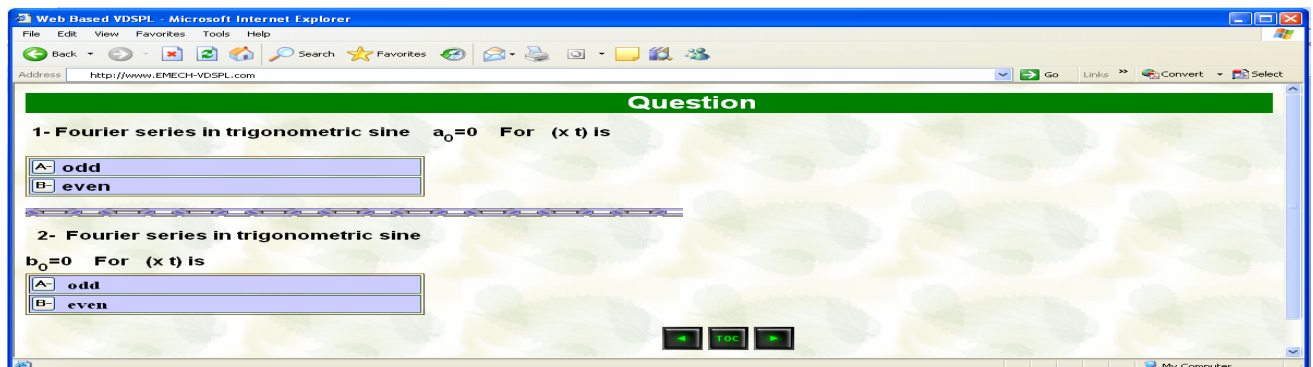 Web Based VDSPL - Microsoft Internet Explorer
File Edit View Favorites Tools Help
Back Search Favorites
Address http://www.EMECH-VDSPL.com Go Links » Convert Select
Question
1- Fourier series in trigonometric sine ao=0 For (x t) is
A- odd
B- even
2- Fourier series in trigonometric sine
bo=0 For (x t) is
A- odd
B- even
TOC
My Computer